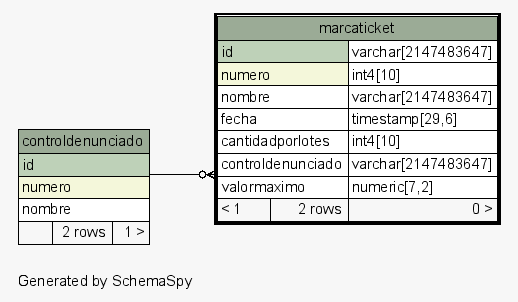 marcaticket
id varchar[2147483647]
numero int4[10]
nombre varchar[2147483647]
fecha timestamp[29,6]
cantidadporlotes int4[10]
controldenunciado varchar[2147483647]
valormaximo numeric[7,2]
< 1 2 rows 0 >
controldenunciado
id
numero
nombre
2 rows 1 >
Generated by SchemaSpy